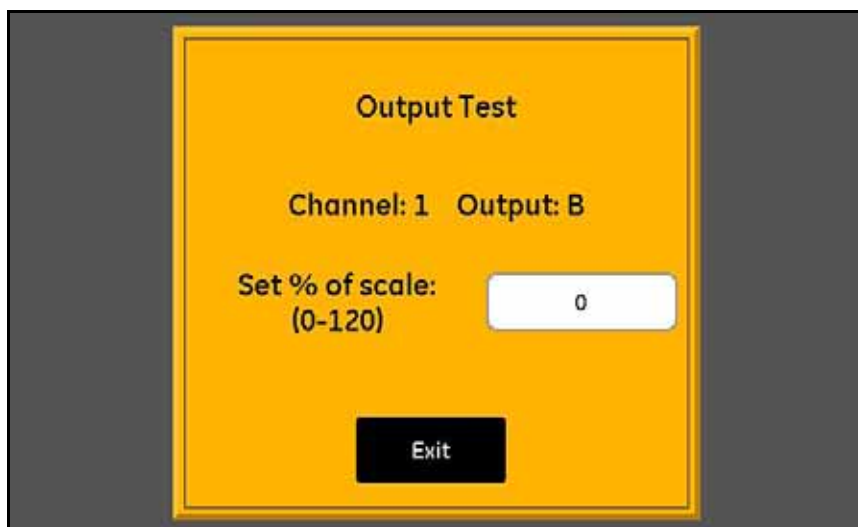 Output Test
Channel: 1 Output: B
Set % of scale:
(0-120)
0
Exit